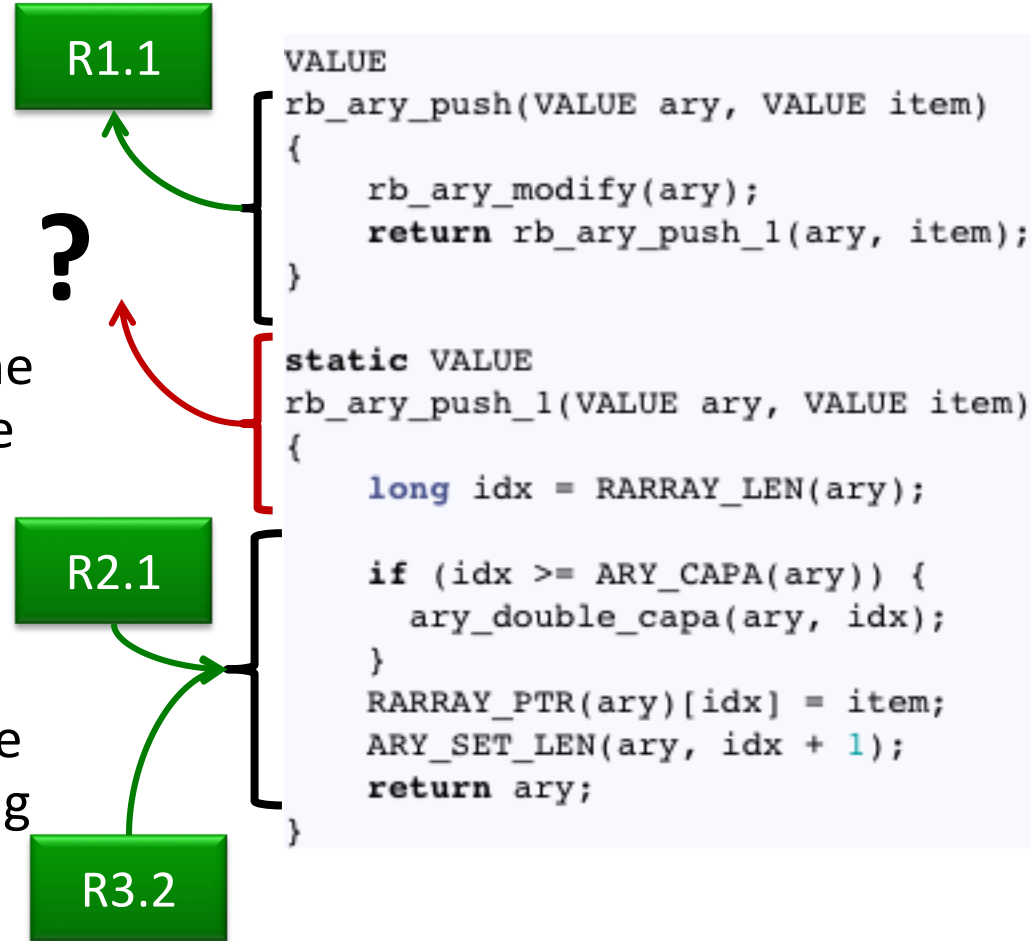 R1.1
?
R2.1
R3.2
VALUE
rb_ary_push(VALUE ary, VALUE item)
{
    rb_ary_modify(ary);
    return rb_ary_push_1(ary, item);
}
static VALUE
rb_ary_push_1(VALUE ary, VALUE item)
{
    long idx = RARRAY_LEN(ary);
    if (idx >= ARY_CAPA(ary)) {
      ary_double_capa(ary, idx);
    }
    RARRAY_PTR(ary)[idx] = item;
    ARY_SET_LEN(ary, idx + 1);
    return ary;
}